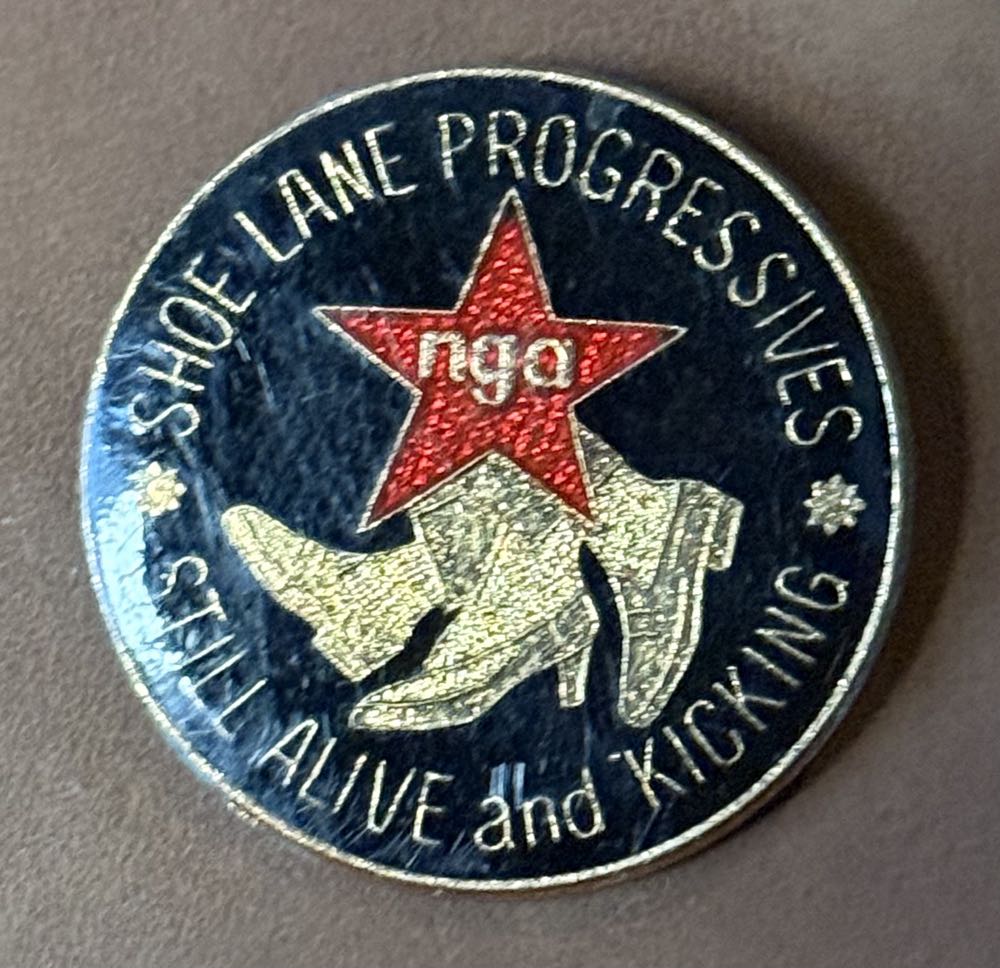 SHOE LANE PROGRESSIVES
nga
STILL ALIVE and KICKING